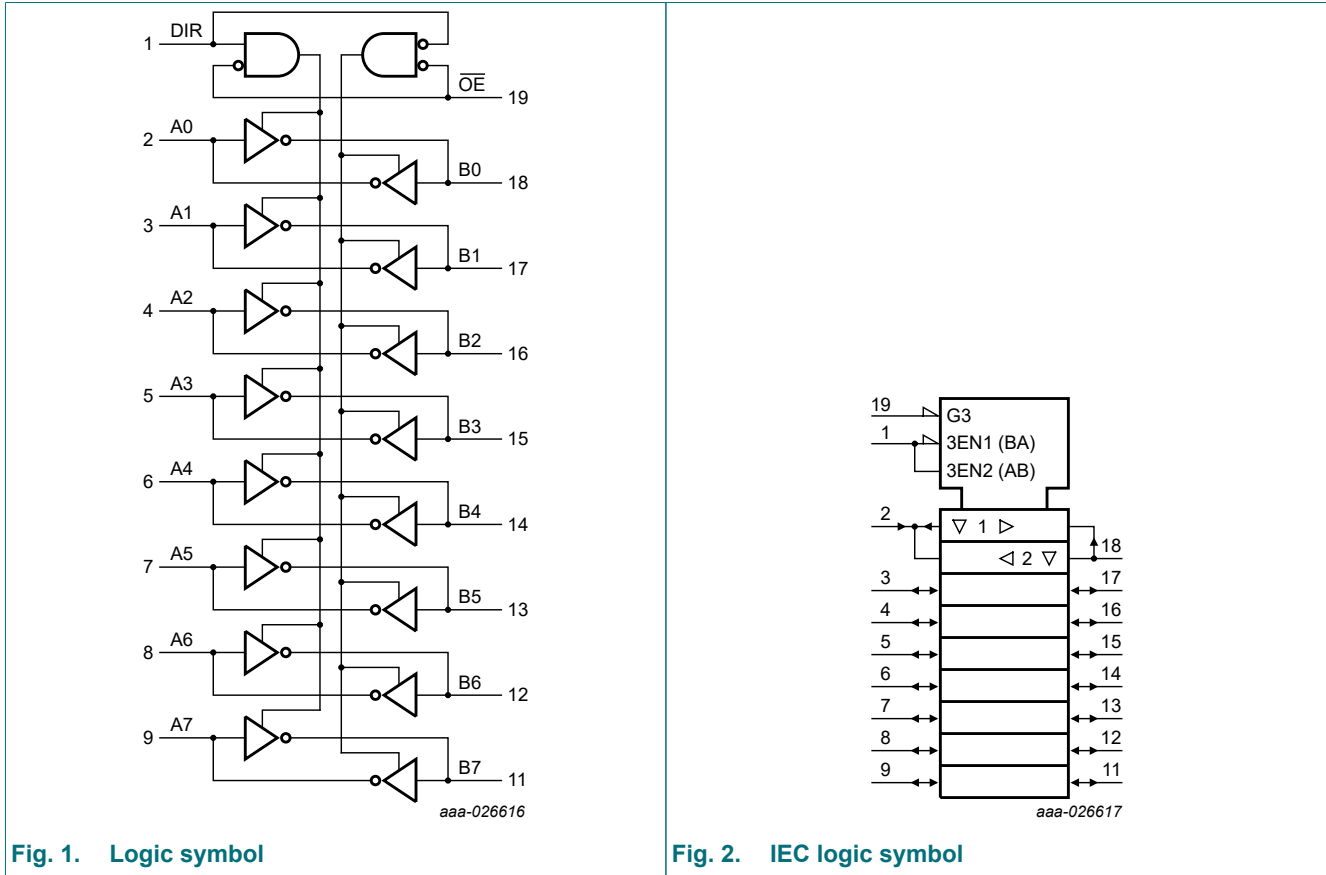 1 DIR
OE 19
2 A0
B0 18
3 A1
B1 17
4 A2
B2 16
5 A3
B3 15
6 A4
B4 14
7 A5
B5 13
8 A6
B6 12
9 A7
B7 11
aaa-026616
Fig. 1. Logic symbol
19 G3
1 3EN1 (BA)
3EN2 (AB)
2 1
2 18
3 17
4 16
5 15
6 14
7 13
8 12
9 11
aaa-026617
Fig. 2. IEC logic symbol